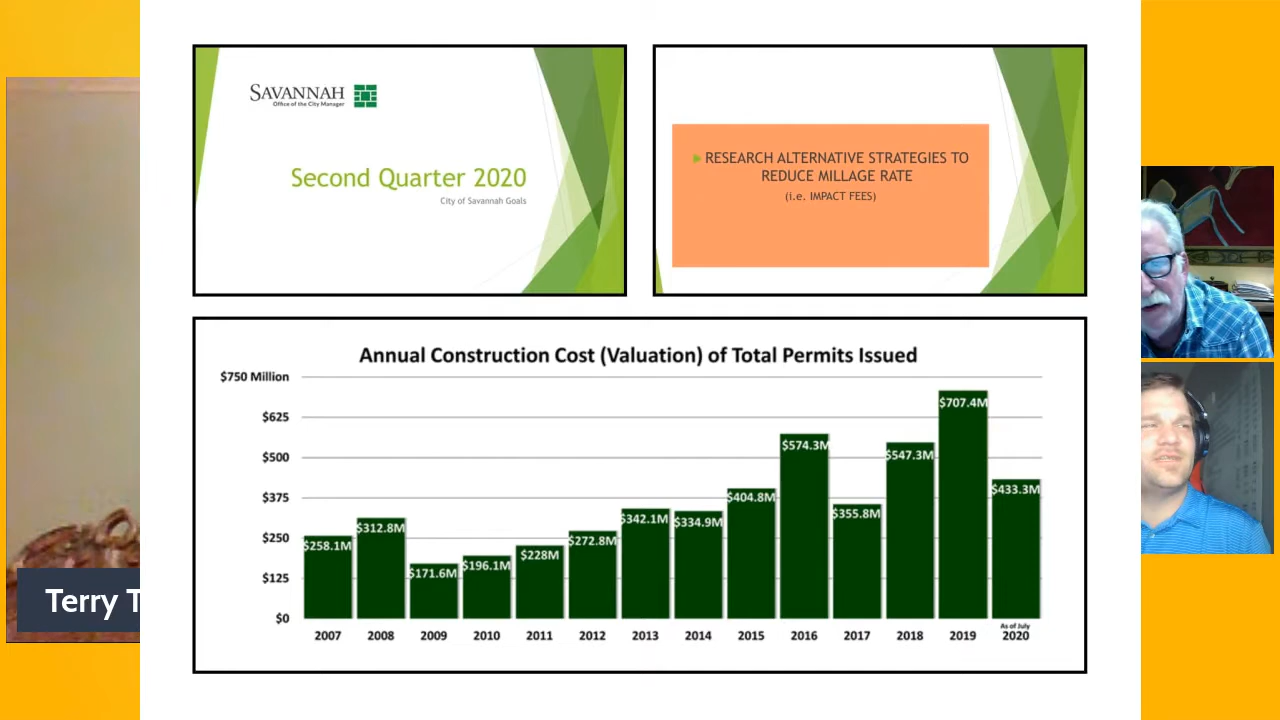 SAVANNAH
Office of the City Manager
Second Quarter 2020
City of Savannah Goals
RESEARCH ALTERNATIVE STRATEGIES TO
REDUCE MILLAGE RATE
(i.e. IMPACT FEES)
Annual Construction Cost (Valuation) of Total Permits Issued
$750 Million
$625
$500
$375
$250
$125
$0
$258.1M
$312.8M
$171.6M
$196.1M
$228M
$272.8M
$342.1M
$334.9M
$404.8M
$574.3M
$355.8M
$547.3M
$707.4M
$433.3M
2007
2008
2009
2010
2011
2012
2013
2014
2015
2016
2017
2018
2019
As of July
2020
Terry T